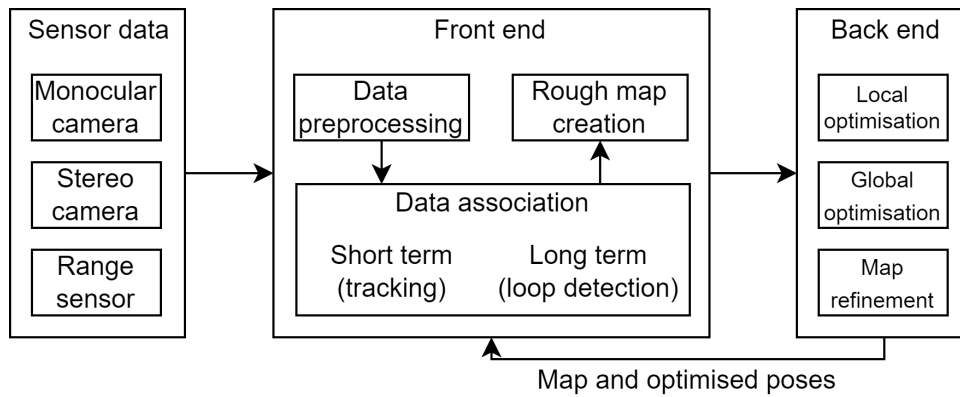 Sensor data
Monocular
camera
Stereo
camera
Range
sensor
Front end
Data
preprocessing
Rough map
creation
Data association
Short term
(tracking)
Long term
(loop detection)
Back end
Local
optimisation
Global
optimisation
Map
refinement
Map and optimised poses